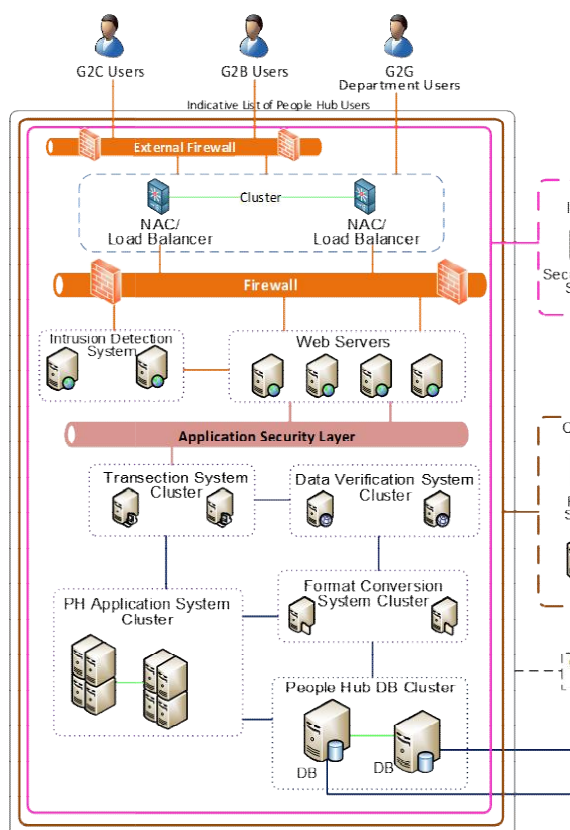 G2C Users
G2B Users
G2G
Department Users
Indicative List of People Hub Users
External Firewall
Cluster
NAC/
Load Balancer
NAC/
Load Balancer
Firewall
Intrusion Detection
System
Web Servers
Application Security Layer
Transection System
Cluster
Data Verification System
Cluster
PH Application System
Cluster
Format Conversion
System Cluster
People Hub DB Cluster
DB
DB